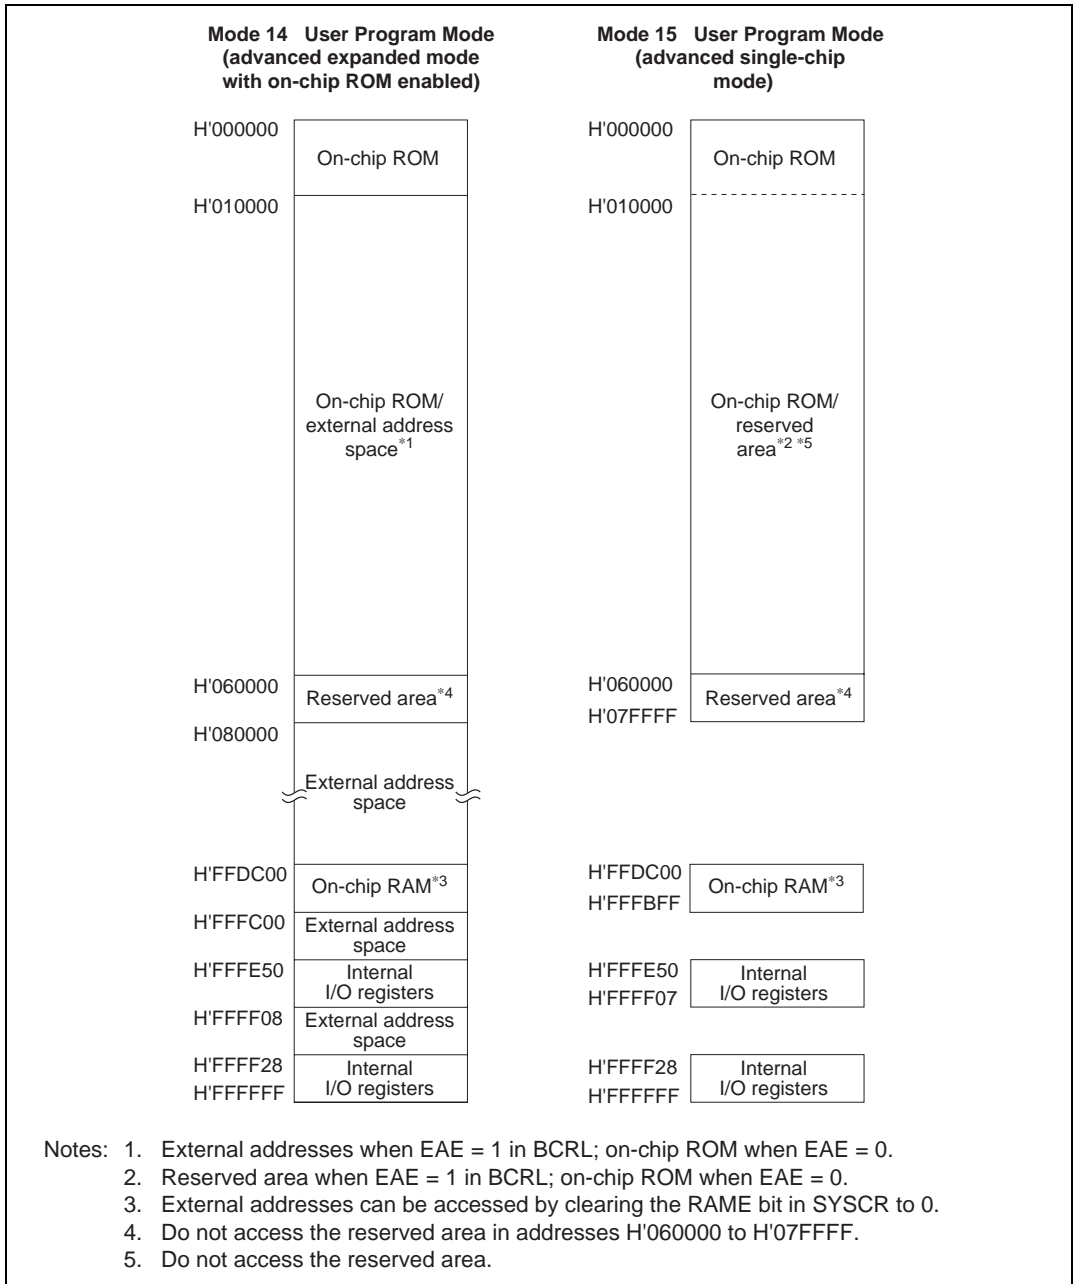 Mode 14 User Program Mode
(advanced expanded mode
with on-chip ROM enabled)
H'000000
On-chip ROM
H'010000
On-chip ROM/
external address
space*1
H'060000
Reserved area*4
H'080000
External address
space
H'FFDC00
On-chip RAM*3
H'FFFC00
External address
space
H'FFFE50
Internal
I/O registers
H'FFFF08
External address
space
H'FFFF28
Internal
I/O registers
H'FFFFFF
Mode 15 User Program Mode
(advanced single-chip
mode)
H'000000
On-chip ROM
H'010000
On-chip ROM/
reserved
area*2 *5
H'060000
Reserved area*4
H'07FFFF
H'FFDC00
On-chip RAM*3
H'FFFBFF
H'FFFE50
Internal
I/O registers
H'FFFF07
H'FFFF28
Internal
I/O registers
H'FFFFFF
Notes: 1. External addresses when EAE = 1 in BCRL; on-chip ROM when EAE = 0.
2. Reserved area when EAE = 1 in BCRL; on-chip ROM when EAE = 0.
3. External addresses can be accessed by clearing the RAME bit in SYSCR to 0.
4. Do not access the reserved area in addresses H'060000 to H'07FFFF.
5. Do not access the reserved area.